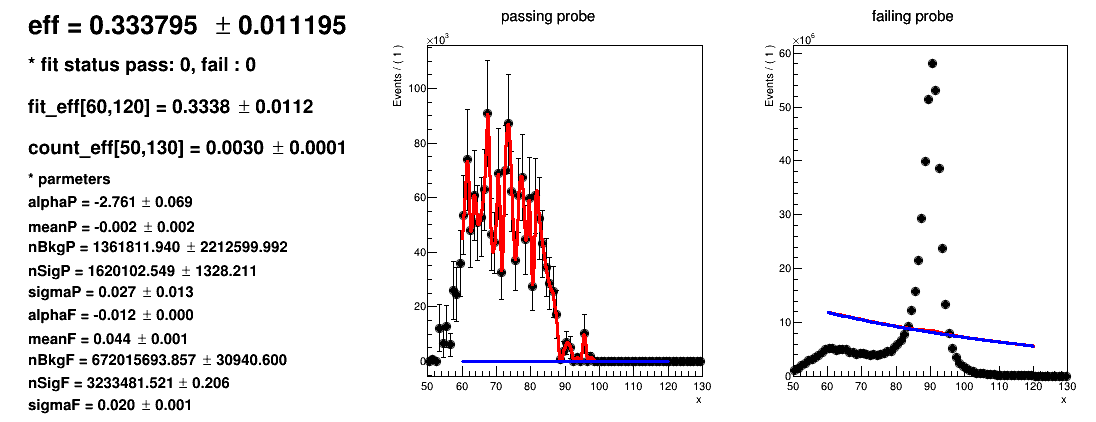 eff = 0.333795 ± 0.011195
* fit status pass: 0, fail : 0
fit_eff[60,120] = 0.3338 ± 0.0112
count_eff[50,130] = 0.0030 ± 0.0001
* parmeters
alphaP = -2.761 ± 0.069
meanP = -0.002 ± 0.002
nBkgP = 1361811.940 ± 2212599.992
nSigP = 1620102.549 ± 1328.211
sigmaP = 0.027 ± 0.013
alphaF = -0.012 ± 0.000
meanF = 0.044 ± 0.001
nBkgF = 672015693.857 ± 30940.600
nSigF = 3233481.521 ± 0.206
sigmaF = 0.020 ± 0.001
passing probe
×10³
Events / ( 1 )
100
80
60
40
20
0
50 60 70 80 90 100 110 120 130
x
failing probe
×10⁶
Events / ( 1 )
60
50
40
30
20
10
0
50 60 70 80 90 100 110 120 130
x